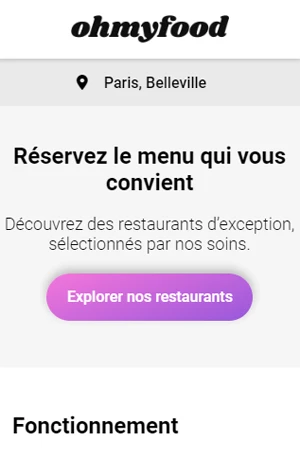 ohmyfood
Paris, Belleville
Réservez le menu qui vous
convient
Découvrez des restaurants d'exception,
sélectionnés par nos soins.
Explorer nos restaurants
Fonctionnement